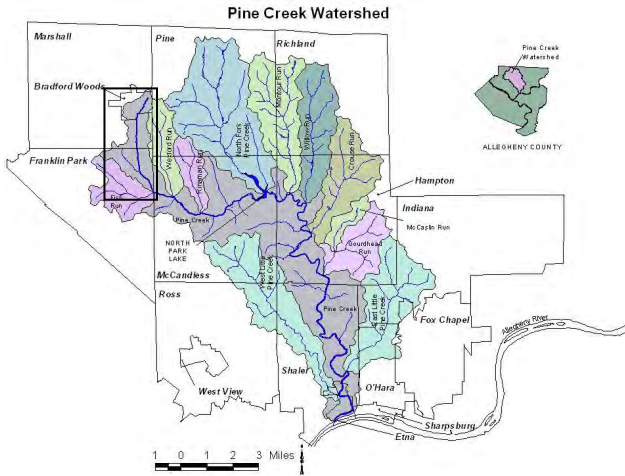 Pine Creek Watershed
Marshall
Pine
Richland
Pine Creek
Watershed
ALLEGHENY COUNTY
Bradford Woods
Franklin Park
Fish
Run
Wexford Run
Rinaman Run
North Fork
Pine Creek
Montour Run
Willow Run
Crouse Run
Hampton
Indiana
McCaslin Run
Gourdhead
Run
Pine Creek
NORTH
PARK
LAKE
McCandless
West Little
Pine Creek
Ross
Pine Creek
East Little
Pine Creek
Fox Chapel
Allegheny River
West View
Shaler
O'Hara
Sharpsburg
Etna
1 0 1 2 3 Miles